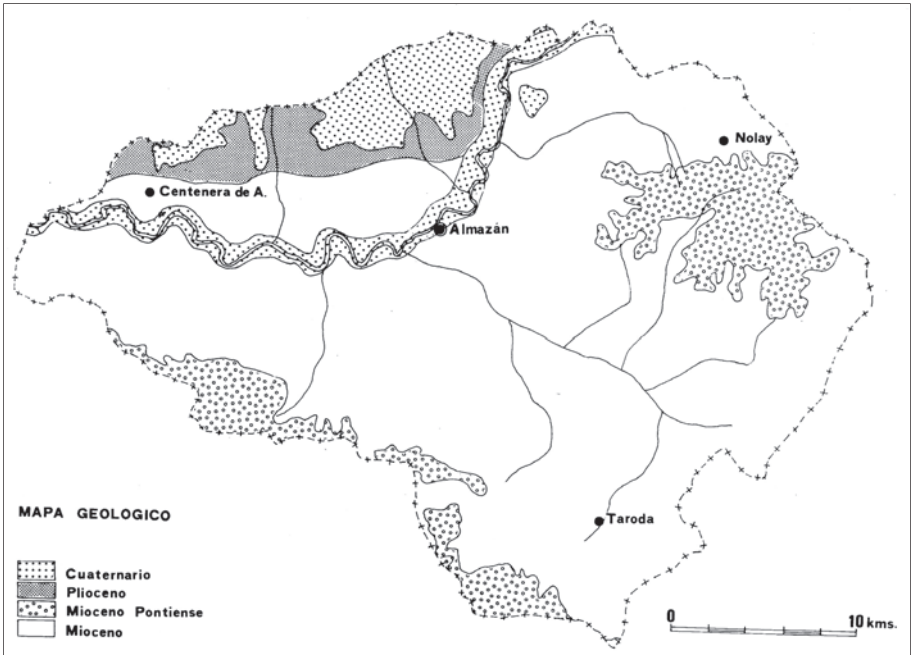 Nolay
Centenera de A.
Almazán
Taroda
MAPA GEOLOGICO
Cuaternario
Plioceno
Mioceno Pontiense
Mioceno
0 10 kms.